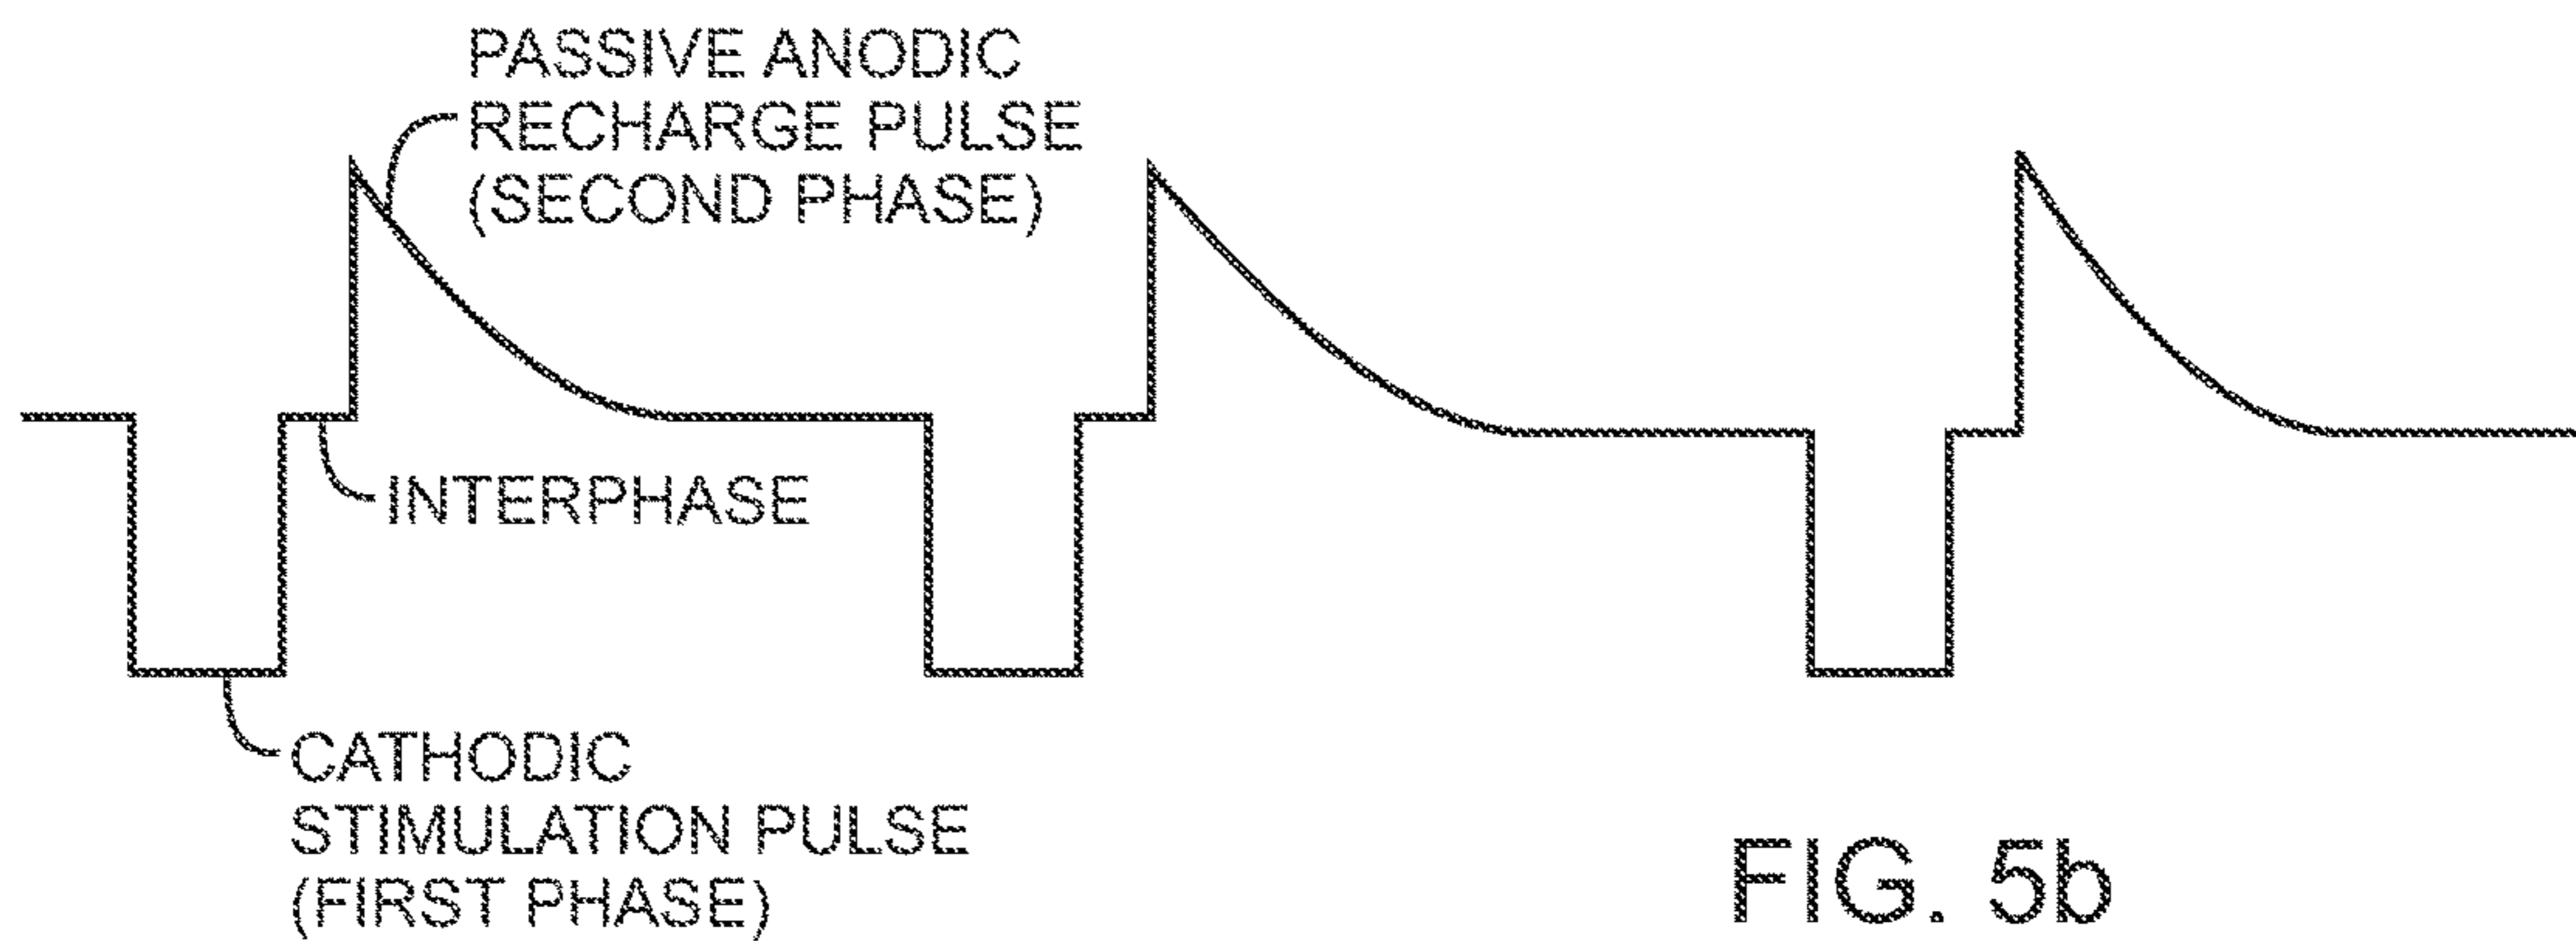 PASSIVE ANODIC
RECHARGE PULSE
(SECOND PHASE)
INTERPHASE
CATHODIC
STIMULATION PULSE
(FIRST PHASE)
FIG. 5b